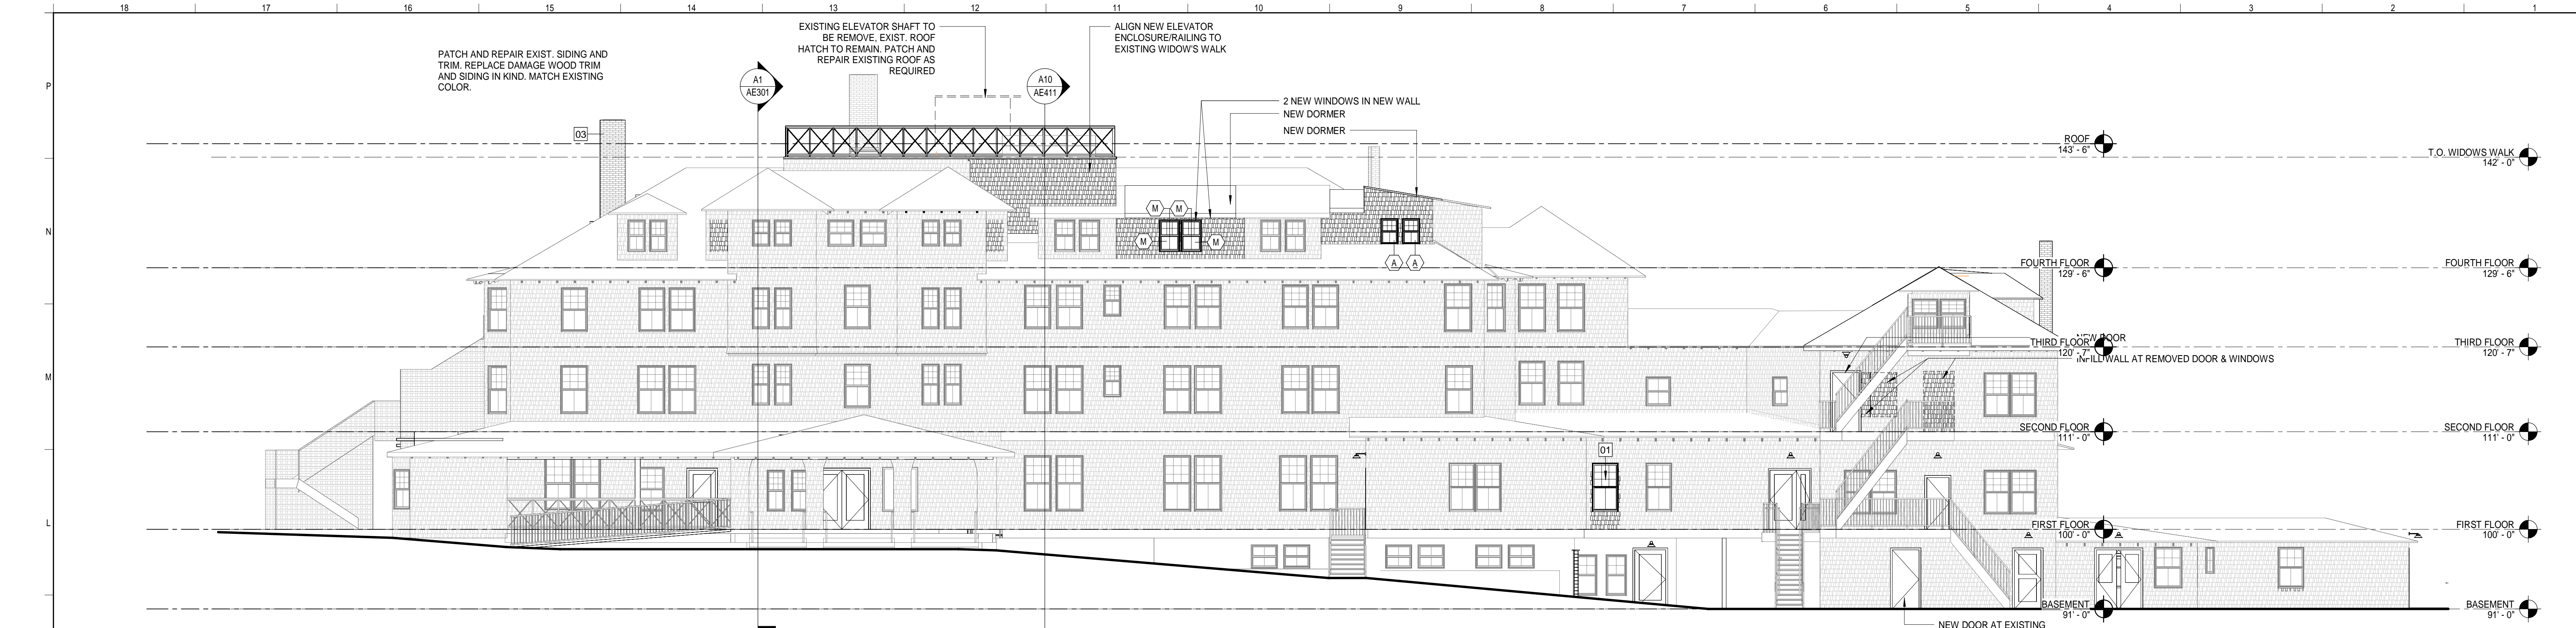 18 17 16 15 14 13 12 11 10 9 8 7 6 5 4 3 2 1
P
N
M
L
PATCH AND REPAIR EXIST. SIDING AND
TRIM. REPLACE DAMAGE WOOD TRIM
AND SIDING IN KIND. MATCH EXISTING
COLOR.
EXISTING ELEVATOR SHAFT TO
BE REMOVE, EXIST. ROOF
HATCH TO REMAIN. PATCH AND
REPAIR EXISTING ROOF AS
REQUIRED
ALIGN NEW ELEVATOR
ENCLOSURE/RAILING TO
EXISTING WIDOW'S WALK
A1
AE301
A10
AE411
2 NEW WINDOWS IN NEW WALL
NEW DORMER
NEW DORMER
03
M M
M M
A A
01
ROOF
143' - 6"
T.O. WIDOWS WALK
142' - 0"
FOURTH FLOOR
129' - 6"
FOURTH FLOOR
129' - 6"
NEW DOOR
THIRD FLOOR
120' - 7"
INFILL WALL AT REMOVED DOOR & WINDOWS
THIRD FLOOR
120' - 7"
SECOND FLOOR
111' - 0"
SECOND FLOOR
111' - 0"
FIRST FLOOR
100' - 0"
FIRST FLOOR
100' - 0"
BASEMENT
91' - 0"
BASEMENT
91' - 0"
NEW DOOR AT EXISTING